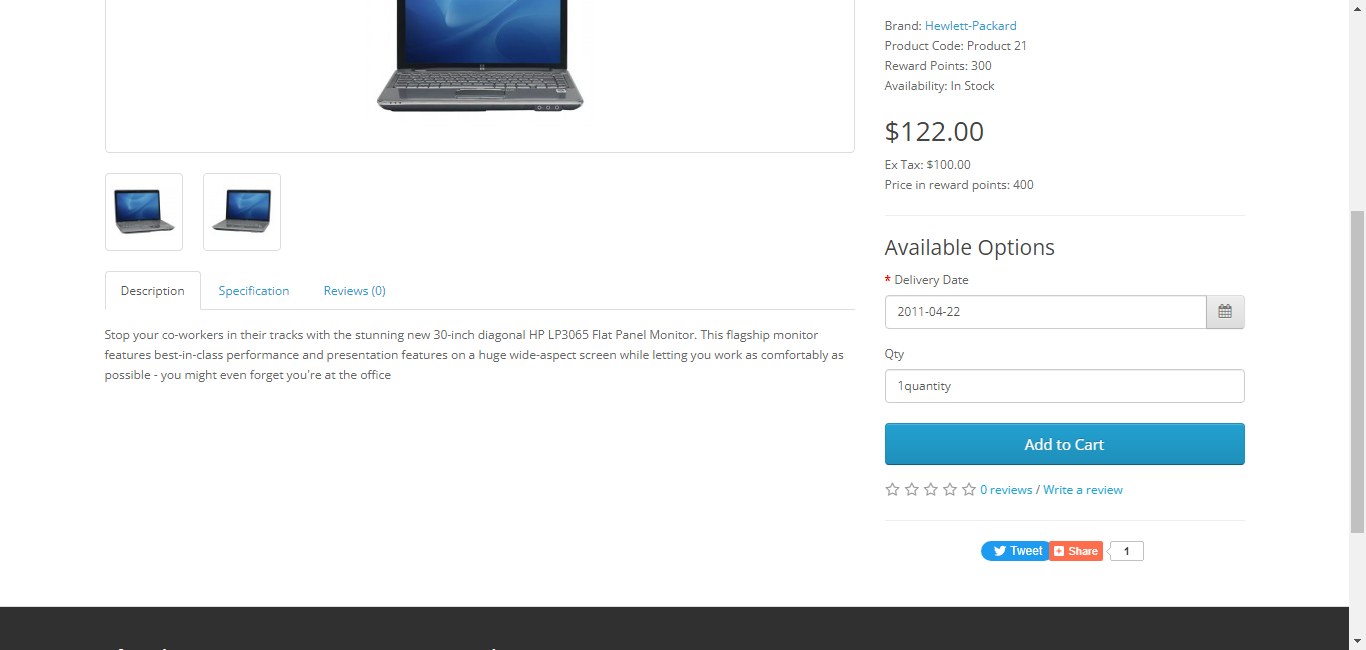 Brand: Hewlett-Packard
Product Code: Product 21
Reward Points: 300
Availability: In Stock
$122.00
Ex Tax: $100.00
Price in reward points: 400
Description Specification Reviews (0)
Stop your co-workers in their tracks with the stunning new 30-inch diagonal HP LP3065 Flat Panel Monitor. This flagship monitor
features best-in-class performance and presentation features on a huge wide-aspect screen while letting you work as comfortably as
possible - you might even forget you're at the office
Available Options
* Delivery Date
2011-04-22
Qty
1quantity
Add to Cart
0 reviews / Write a review
Tweet Share 1